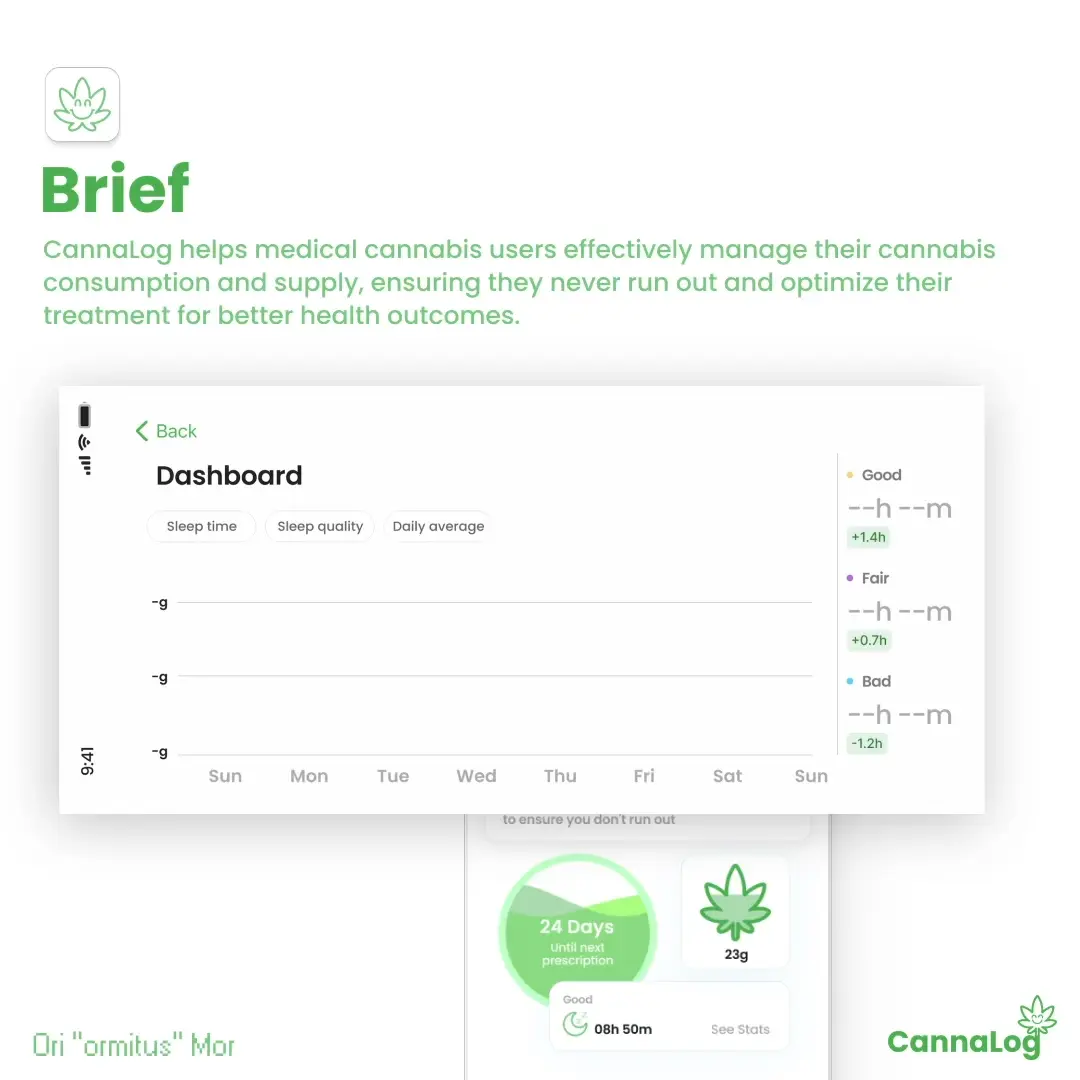 Brief
CannaLog helps medical cannabis users effectively manage their cannabis
consumption and supply, ensuring they never run out and optimize their
treatment for better health outcomes.
Back
Dashboard
Sleep time
Sleep quality
Daily average
-g
-g
-g
Sun
Mon
Tue
Wed
Thu
Fri
Sat
Sun
Good
--h --m
+1.4h
Fair
--h --m
+0.7h
Bad
--h --m
-1.2h
9:41
to ensure you don't run out
24 Days
Until next
prescription
23g
Good
08h 50m
See Stats
Ori "ormitus" Mor
CannaLog